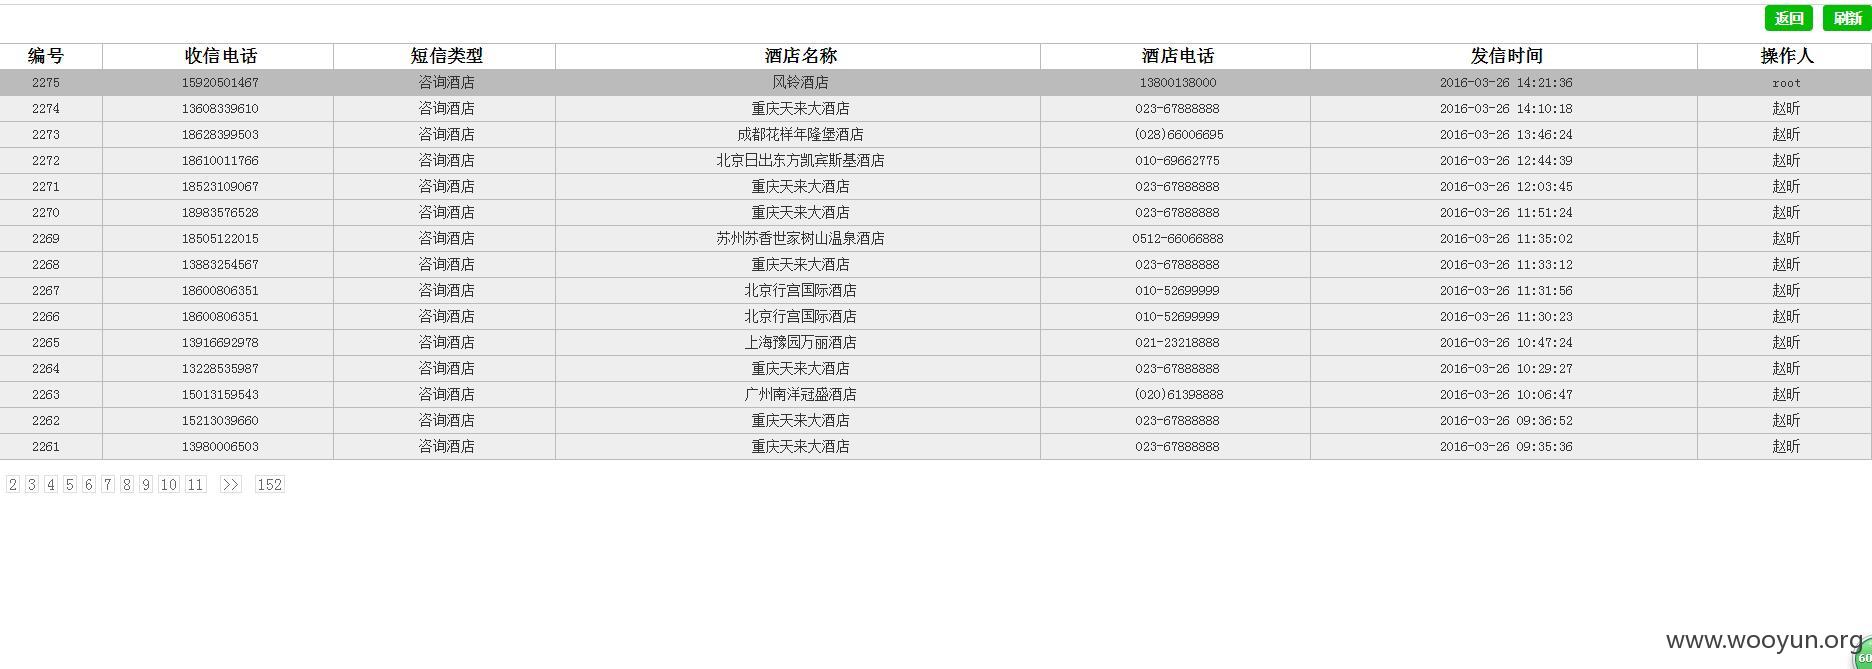 返回 刷新
编号 收信电话 短信类型 酒店名称 酒店电话 发信时间 操作人
2275 15920501467 咨询酒店 风铃酒店 13800138000 2016-03-26 14:21:36 root
2274 13608339610 咨询酒店 重庆天来大酒店 023-67888888 2016-03-26 14:10:18 赵昕
2273 18628399503 咨询酒店 成都花样年隆堡酒店 (028)66006695 2016-03-26 13:46:24 赵昕
2272 18610011766 咨询酒店 北京日出东方凯宾斯基酒店 010-69662775 2016-03-26 12:44:39 赵昕
2271 18523109067 咨询酒店 重庆天来大酒店 023-67888888 2016-03-26 12:03:45 赵昕
2270 18983576528 咨询酒店 重庆天来大酒店 023-67888888 2016-03-26 11:51:24 赵昕
2269 18505122015 咨询酒店 苏州苏香世家树山温泉酒店 0512-66066888 2016-03-26 11:35:02 赵昕
2268 13883254567 咨询酒店 重庆天来大酒店 023-67888888 2016-03-26 11:33:12 赵昕
2267 18600806351 咨询酒店 北京行宫国际酒店 010-52699999 2016-03-26 11:31:56 赵昕
2266 18600806351 咨询酒店 北京行宫国际酒店 010-52699999 2016-03-26 11:30:23 赵昕
2265 13916692978 咨询酒店 上海豫园万丽酒店 021-23218888 2016-03-26 10:47:24 赵昕
2264 13228535987 咨询酒店 重庆天来大酒店 023-67888888 2016-03-26 10:29:27 赵昕
2263 15013159543 咨询酒店 广州南洋冠盛酒店 (020)61398888 2016-03-26 10:06:47 赵昕
2262 15213039660 咨询酒店 重庆天来大酒店 023-67888888 2016-03-26 09:36:52 赵昕
2261 13980006503 咨询酒店 重庆天来大酒店 023-67888888 2016-03-26 09:35:36 赵昕
2 3 4 5 6 7 8 9 10 11 >> 152
www.wooyun.org
60